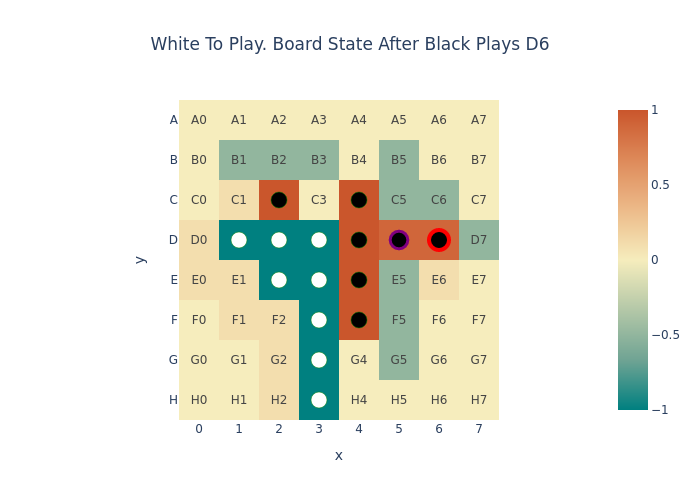 White To Play. Board State After Black Plays D6
A A0 A1 A2 A3 A4 A5 A6 A7
B B0 B1 B2 B3 B4 B5 B6 B7
C C0 C1 C3 C5 C6 C7
D D0 D7
E E0 E1 E5 E6 E7
F F0 F1 F2 F5 F6 F7
G G0 G1 G2 G4 G5 G6 G7
H H0 H1 H2 H4 H5 H6 H7
0 1 2 3 4 5 6 7
x
y
1
0.5
0
−0.5
−1